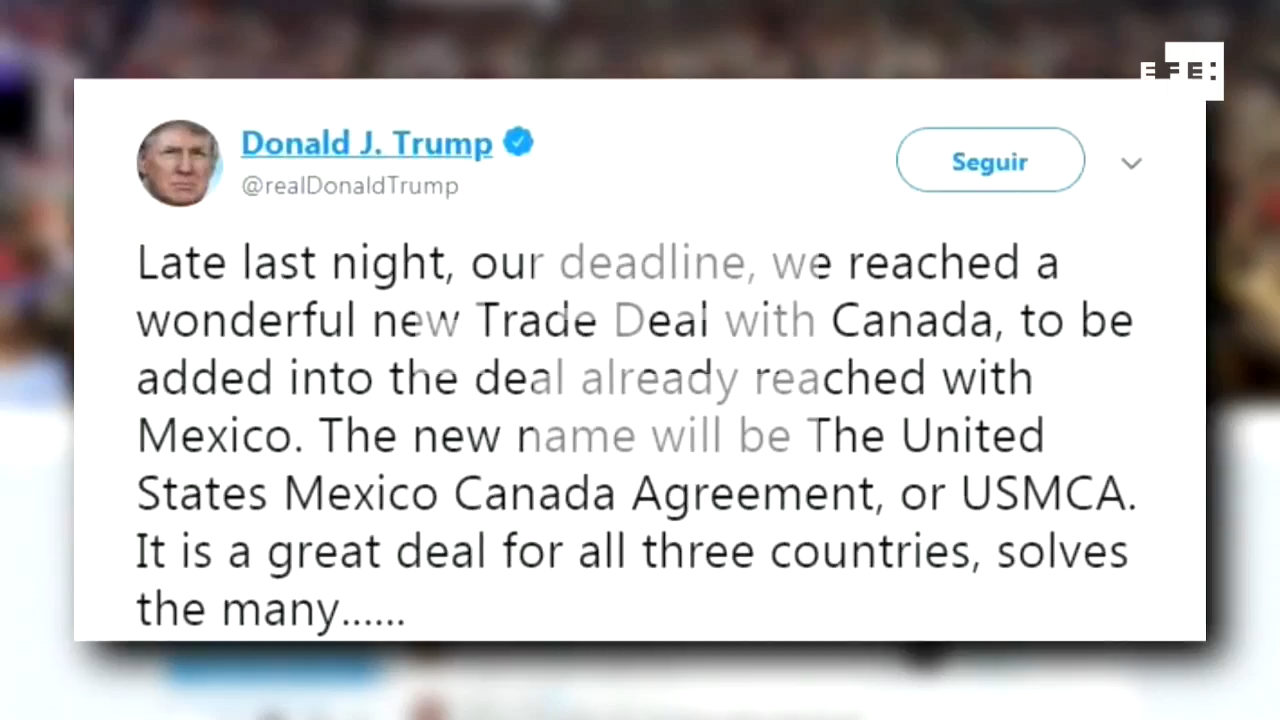 EFE:
Donald J. Trump
@realDonaldTrump
Seguir
Late last night, our deadline, we reached a
wonderful new Trade Deal with Canada, to be
added into the deal already reached with
Mexico. The new name will be The United
States Mexico Canada Agreement, or USMCA.
It is a great deal for all three countries, solves
the many......